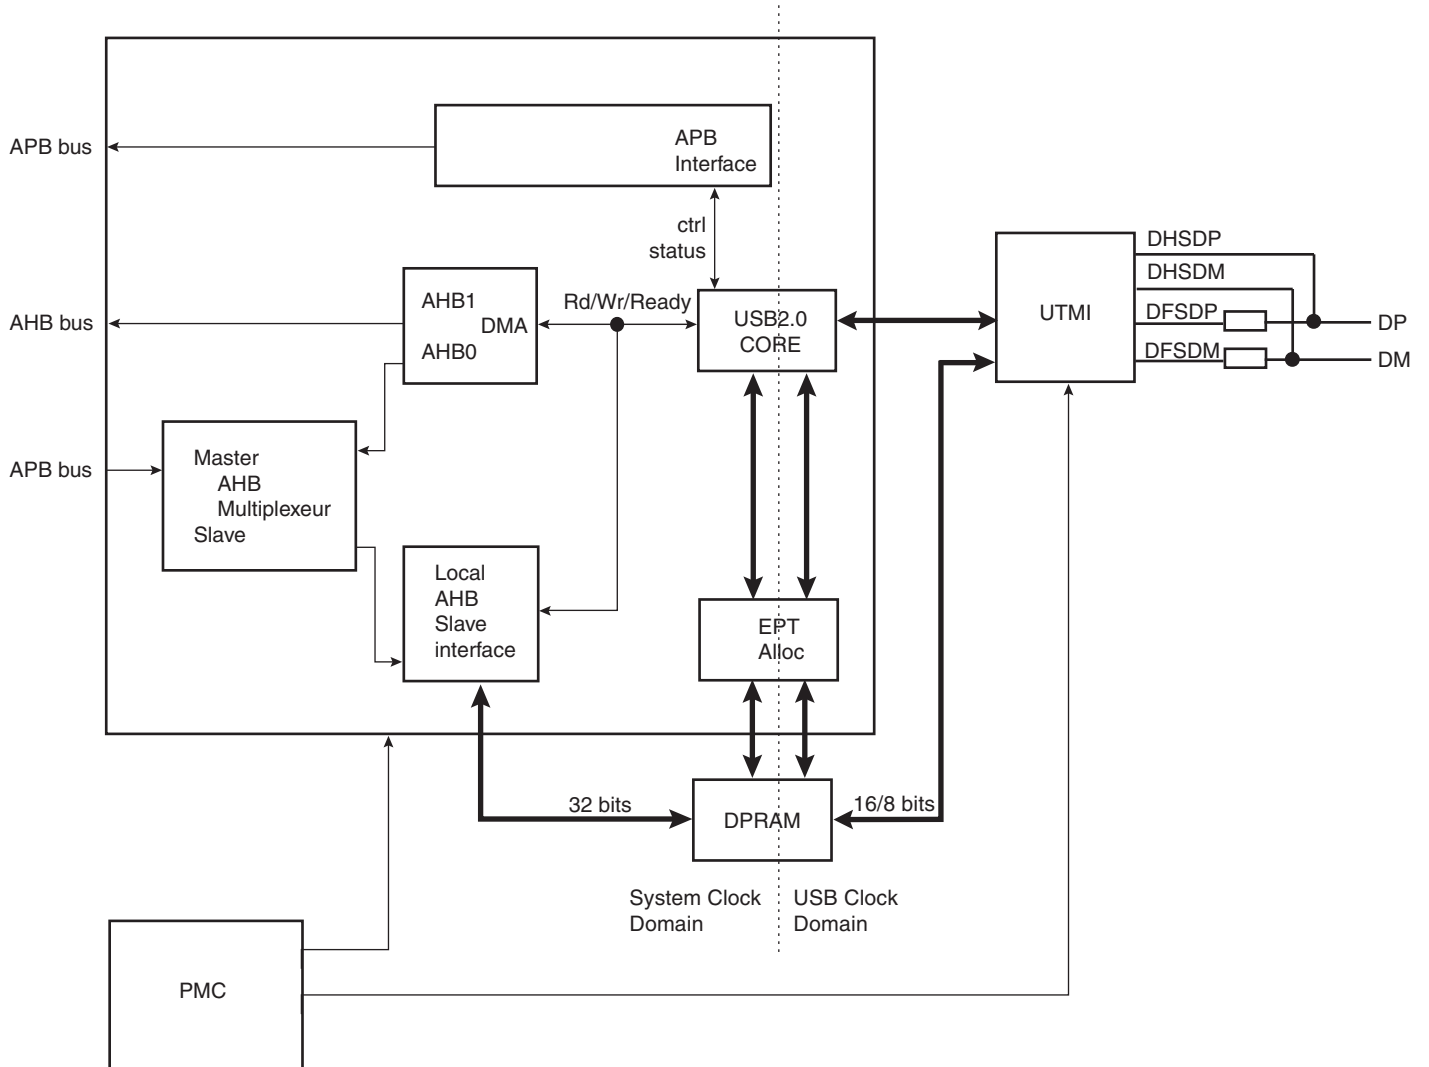 APB bus
APB
Interface
ctrl
status
AHB bus
AHB1
DMA
AHB0
Rd/Wr/Ready
USB2.0
CORE
UTMI
DHSDP
DHSDM
DFSDP
DFSDM
DP
DM
APB bus
Master
AHB
Multiplexeur
Slave
Local
AHB
Slave
interface
EPT
Alloc
32 bits
DPRAM
16/8 bits
System Clock
Domain
USB Clock
Domain
PMC